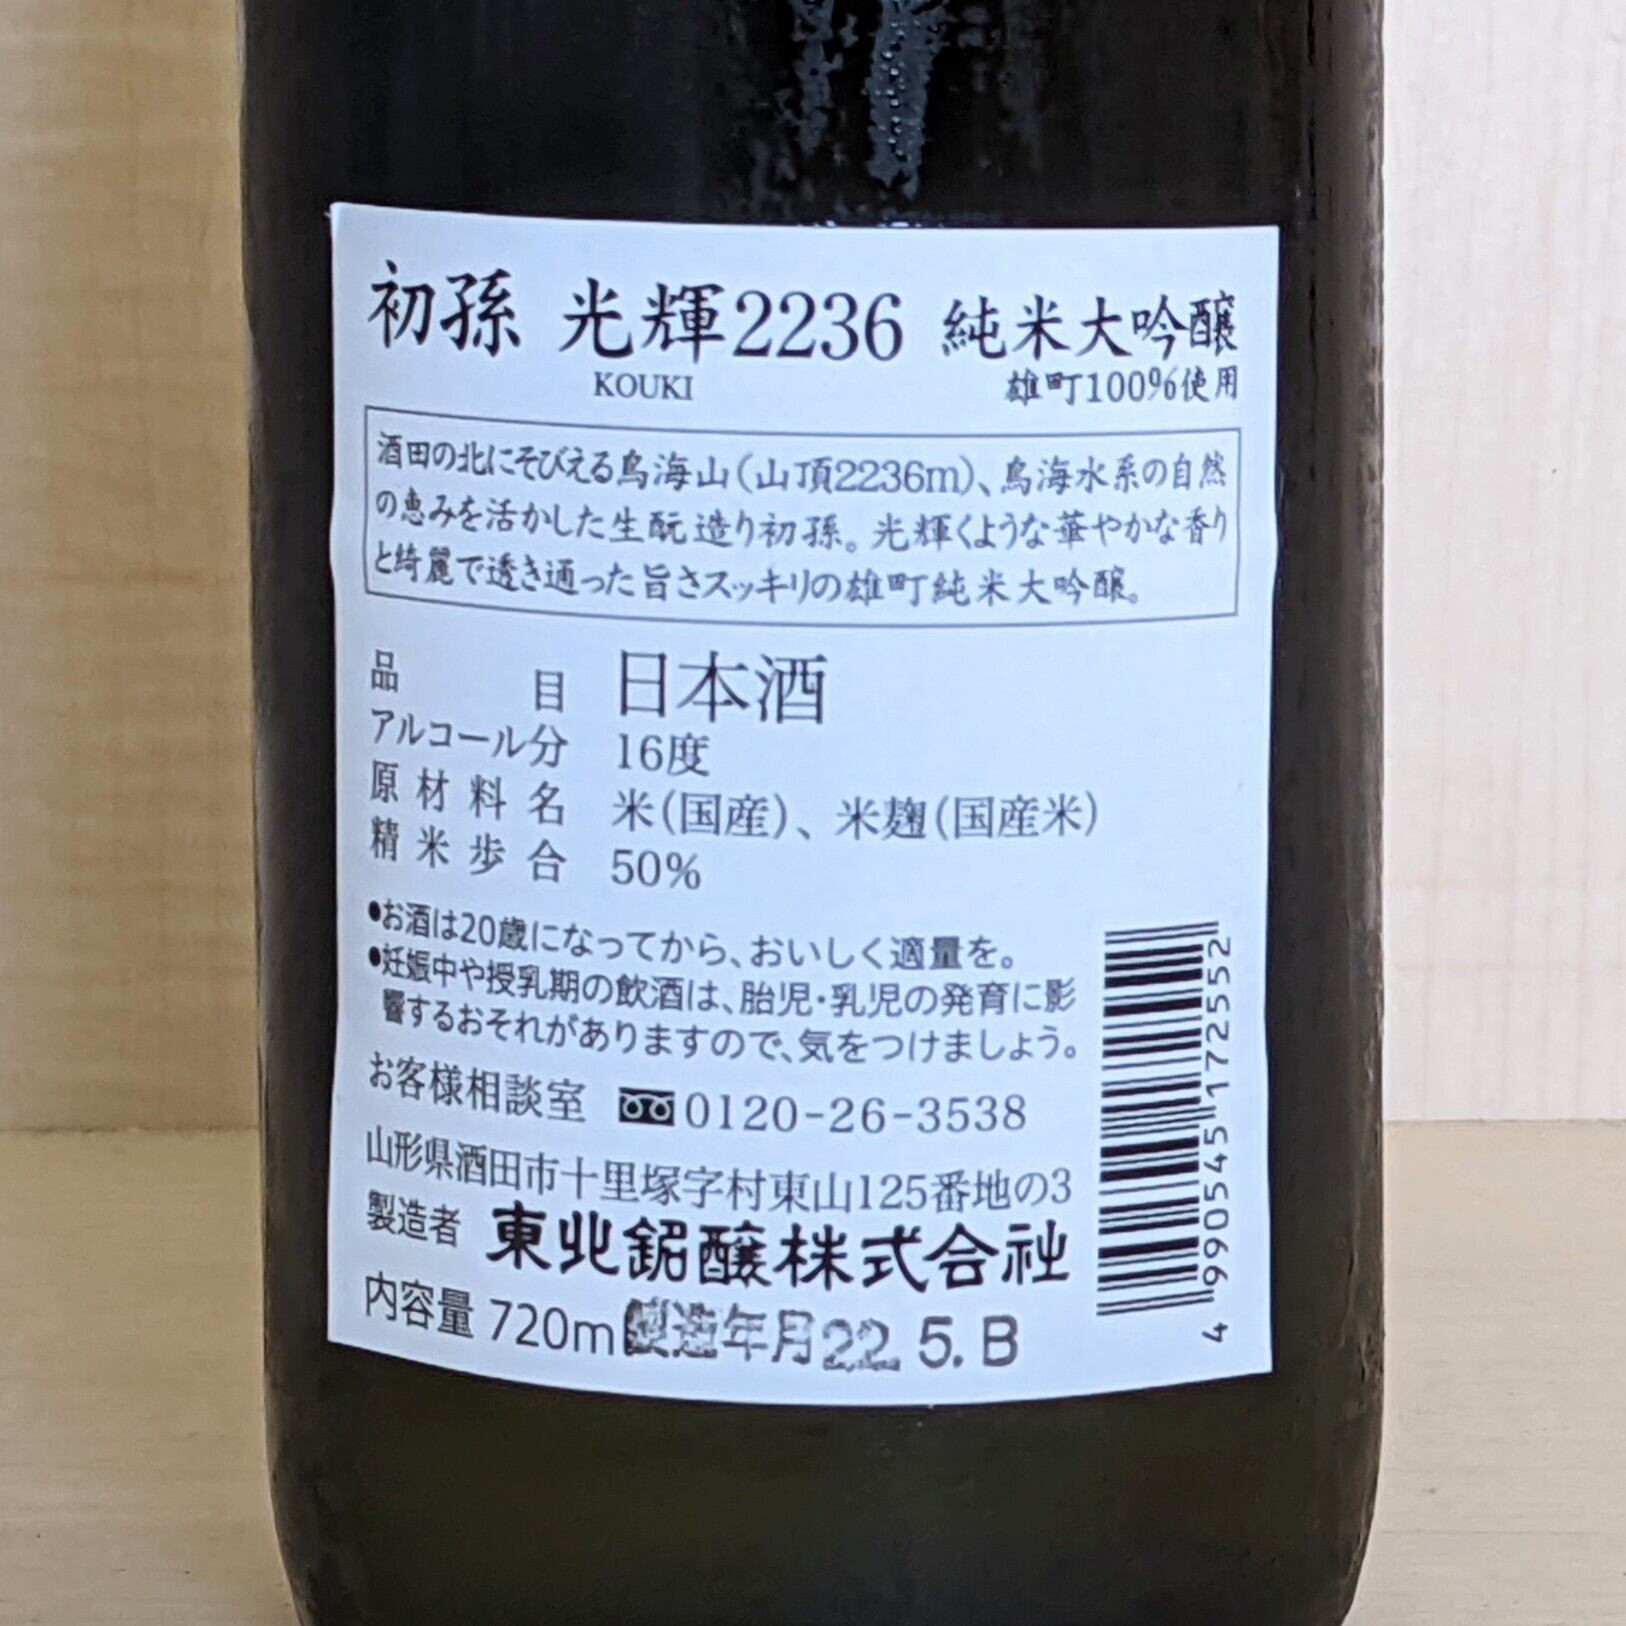 初孫 光輝2236 純米大吟醸
KOUKI 雄町100%使用
酒田の北にそびえる鳥海山(山頂2236m)、鳥海水系の自然
の恵みを活かした生酛造り初孫。光輝くような華やかな香り
と綺麗で透き通った旨さスッキリの雄町純米大吟醸。
品目 日本酒
アルコール分 16度
原材料名 米(国産)、米麹(国産米)
精米歩合 50%
●お酒は20歳になってから、おいしく適量を。
●妊娠中や授乳期の飲酒は、胎児・乳児の発育に影
響するおそれがありますので、気をつけましょう。
お客様相談室 0120-26-3538
山形県酒田市十里塚字村東山125番地の3
製造者 東北銘醸株式会社
内容量 720m 製造年月 22. 5. B
4 990545 172552